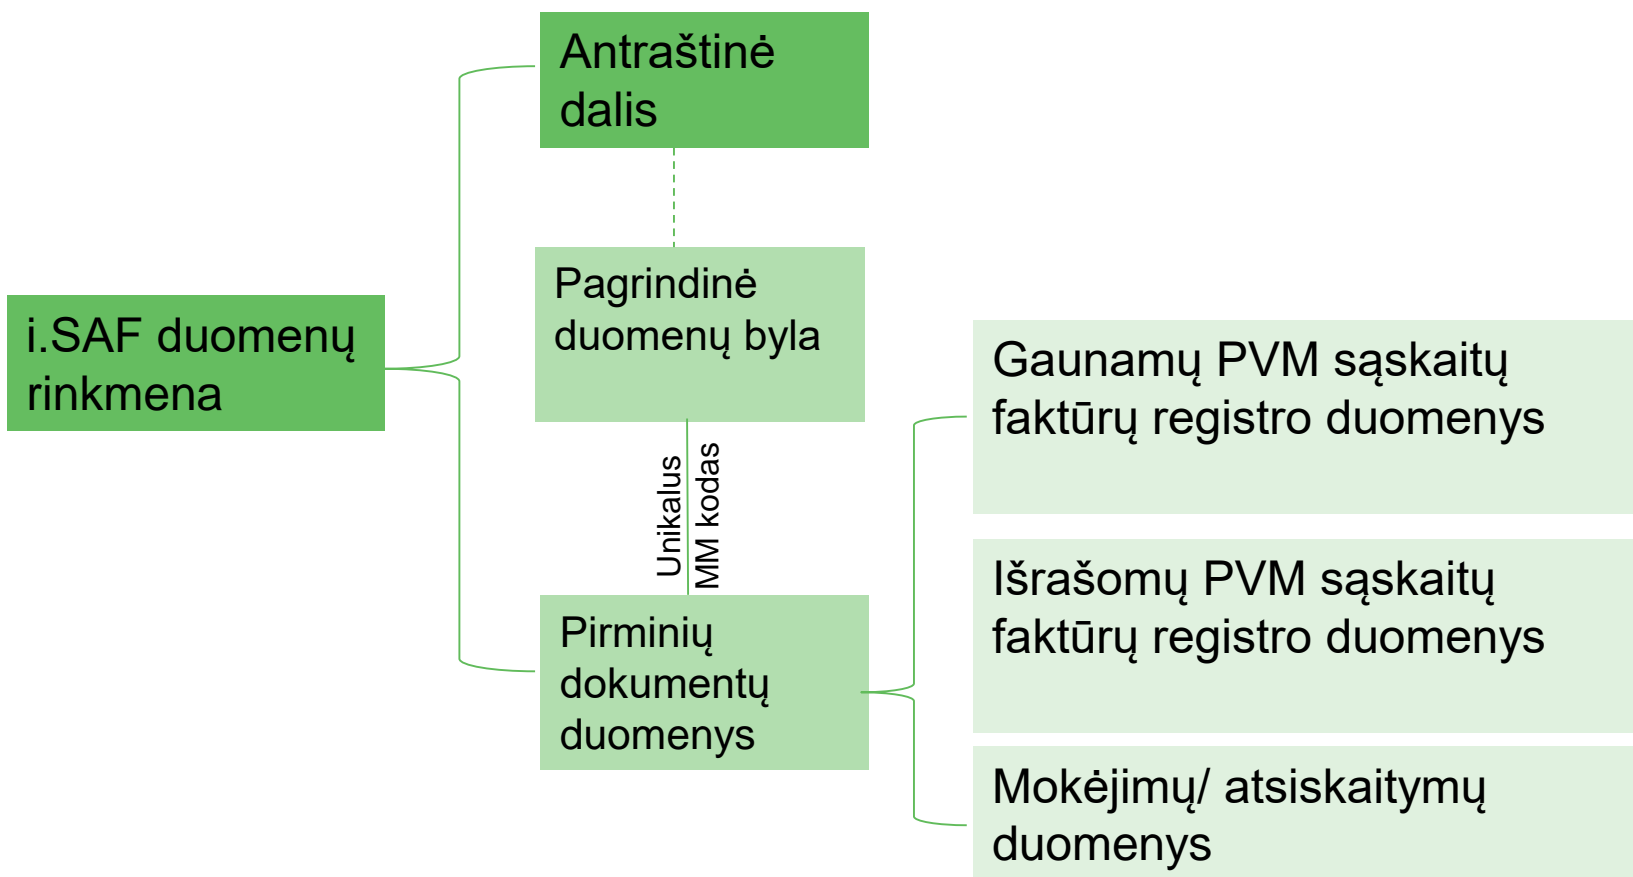 Antraštinė
dalis
Pagrindinė
duomenų byla
i.SAF duomenų
rinkmena
Unikalus
MM kodas
Pirminių
dokumentų
duomenys
Gaunamų PVM sąskaitų
faktūrų registro duomenys
Išrašomų PVM sąskaitų
faktūrų registro duomenys
Mokėjimų/ atsiskaitymų
duomenys